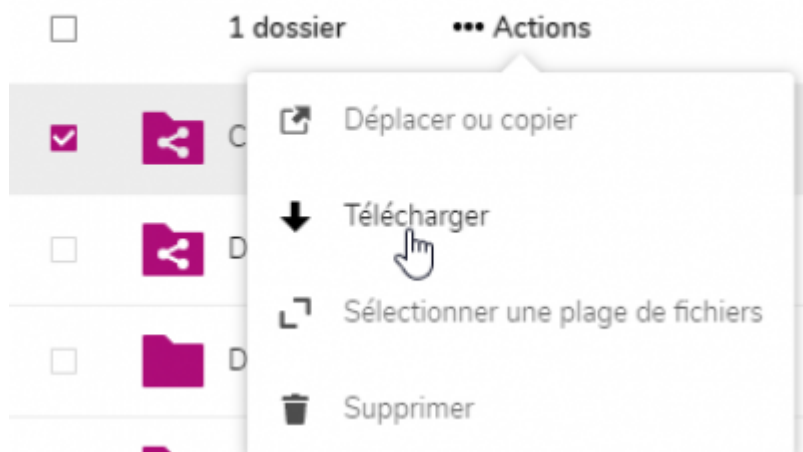 1 dossier ••• Actions
C
Déplacer ou copier
Télécharger
D
Sélectionner une plage de fichiers
D
Supprimer